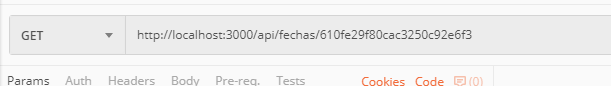 GET http://localhost:3000/api/fechas/610fe29f80cac3250c92e6f3
Params Auth Headers Body Pre-req. Tests Cookies Code (0)